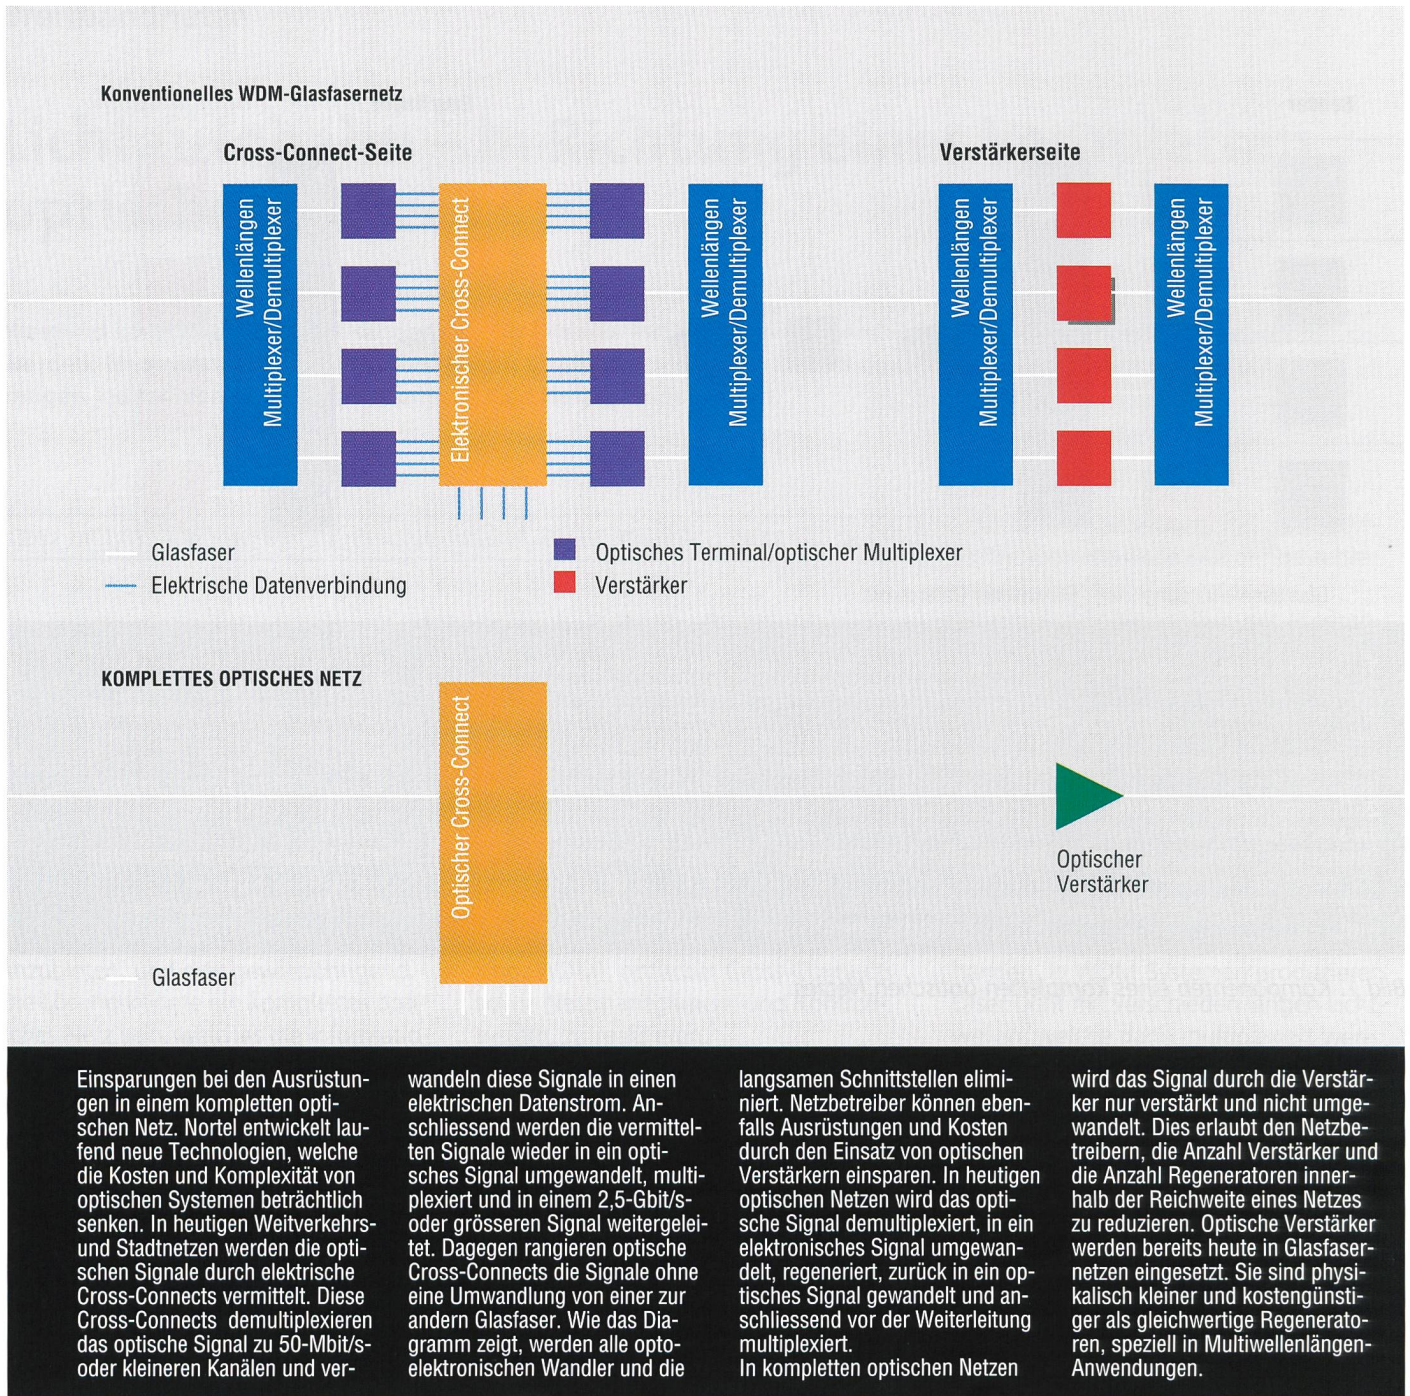 Konventionelles WDM-Glasfasernetz
Cross-Connect-Seite
Verstärkerseite
Wellenlängen
Multiplexer/Demultiplexer
Elektronischer Cross-Connect
Wellenlängen
Multiplexer/Demultiplexer
Wellenlängen
Multiplexer/Demultiplexer
Wellenlängen
Multiplexer/Demultiplexer
Glasfaser
Elektrische Datenverbindung
Optisches Terminal/optischer Multiplexer
Verstärker
KOMPLETTES OPTISCHES NETZ
Optischer Cross-Connect
Optischer
Verstärker
Glasfaser
Einsparungen bei den Ausrüstun-
gen in einem kompletten opti-
schen Netz. Nortel entwickelt lau-
fend neue Technologien, welche
die Kosten und Komplexität von
optischen Systemen beträchtlich
senken. In heutigen Weitverkehrs-
und Stadtnetzen werden die opti-
schen Signale durch elektrische
Cross-Connects vermittelt. Diese
Cross-Connects demultiplexieren
das optische Signal zu 50-Mbit/s-
oder kleineren Kanälen und ver-
wandeln diese Signale in einen
elektrischen Datenstrom. An-
schliessend werden die vermittel-
ten Signale wieder in ein opti-
sches Signal umgewandelt, multi-
plexiert und in einem 2,5-Gbit/s-
oder grösseren Signal weitergelei-
tet. Dagegen rangieren optische
Cross-Connects die Signale ohne
eine Umwandlung von einer zur
andern Glasfaser. Wie das Dia-
gramm zeigt, werden alle opto-
elektronischen Wandler und die
langsamen Schnittstellen elimi-
niert. Netzbetreiber können eben-
falls Ausrüstungen und Kosten
durch den Einsatz von optischen
Verstärkern einsparen. In heutigen
optischen Netzen wird das opti-
sche Signal demultiplexiert, in ein
elektronisches Signal umgewan-
delt, regeneriert, zurück in ein op-
tisches Signal gewandelt und an-
schliessend vor der Weiterleitung
multiplexiert.
In kompletten optischen Netzen
wird das Signal durch die Verstär-
ker nur verstärkt und nicht umge-
wandelt. Dies erlaubt den Netzbe-
treibern, die Anzahl Verstärker und
die Anzahl Regeneratoren inner-
halb der Reichweite eines Netzes
zu reduzieren. Optische Verstärker
werden bereits heute in Glasfaser-
netzen eingesetzt. Sie sind physi-
kalisch kleiner und kostengünsti-
ger als gleichwertige Regenerato-
ren, speziell in Multiwellenlängen-
Anwendungen.